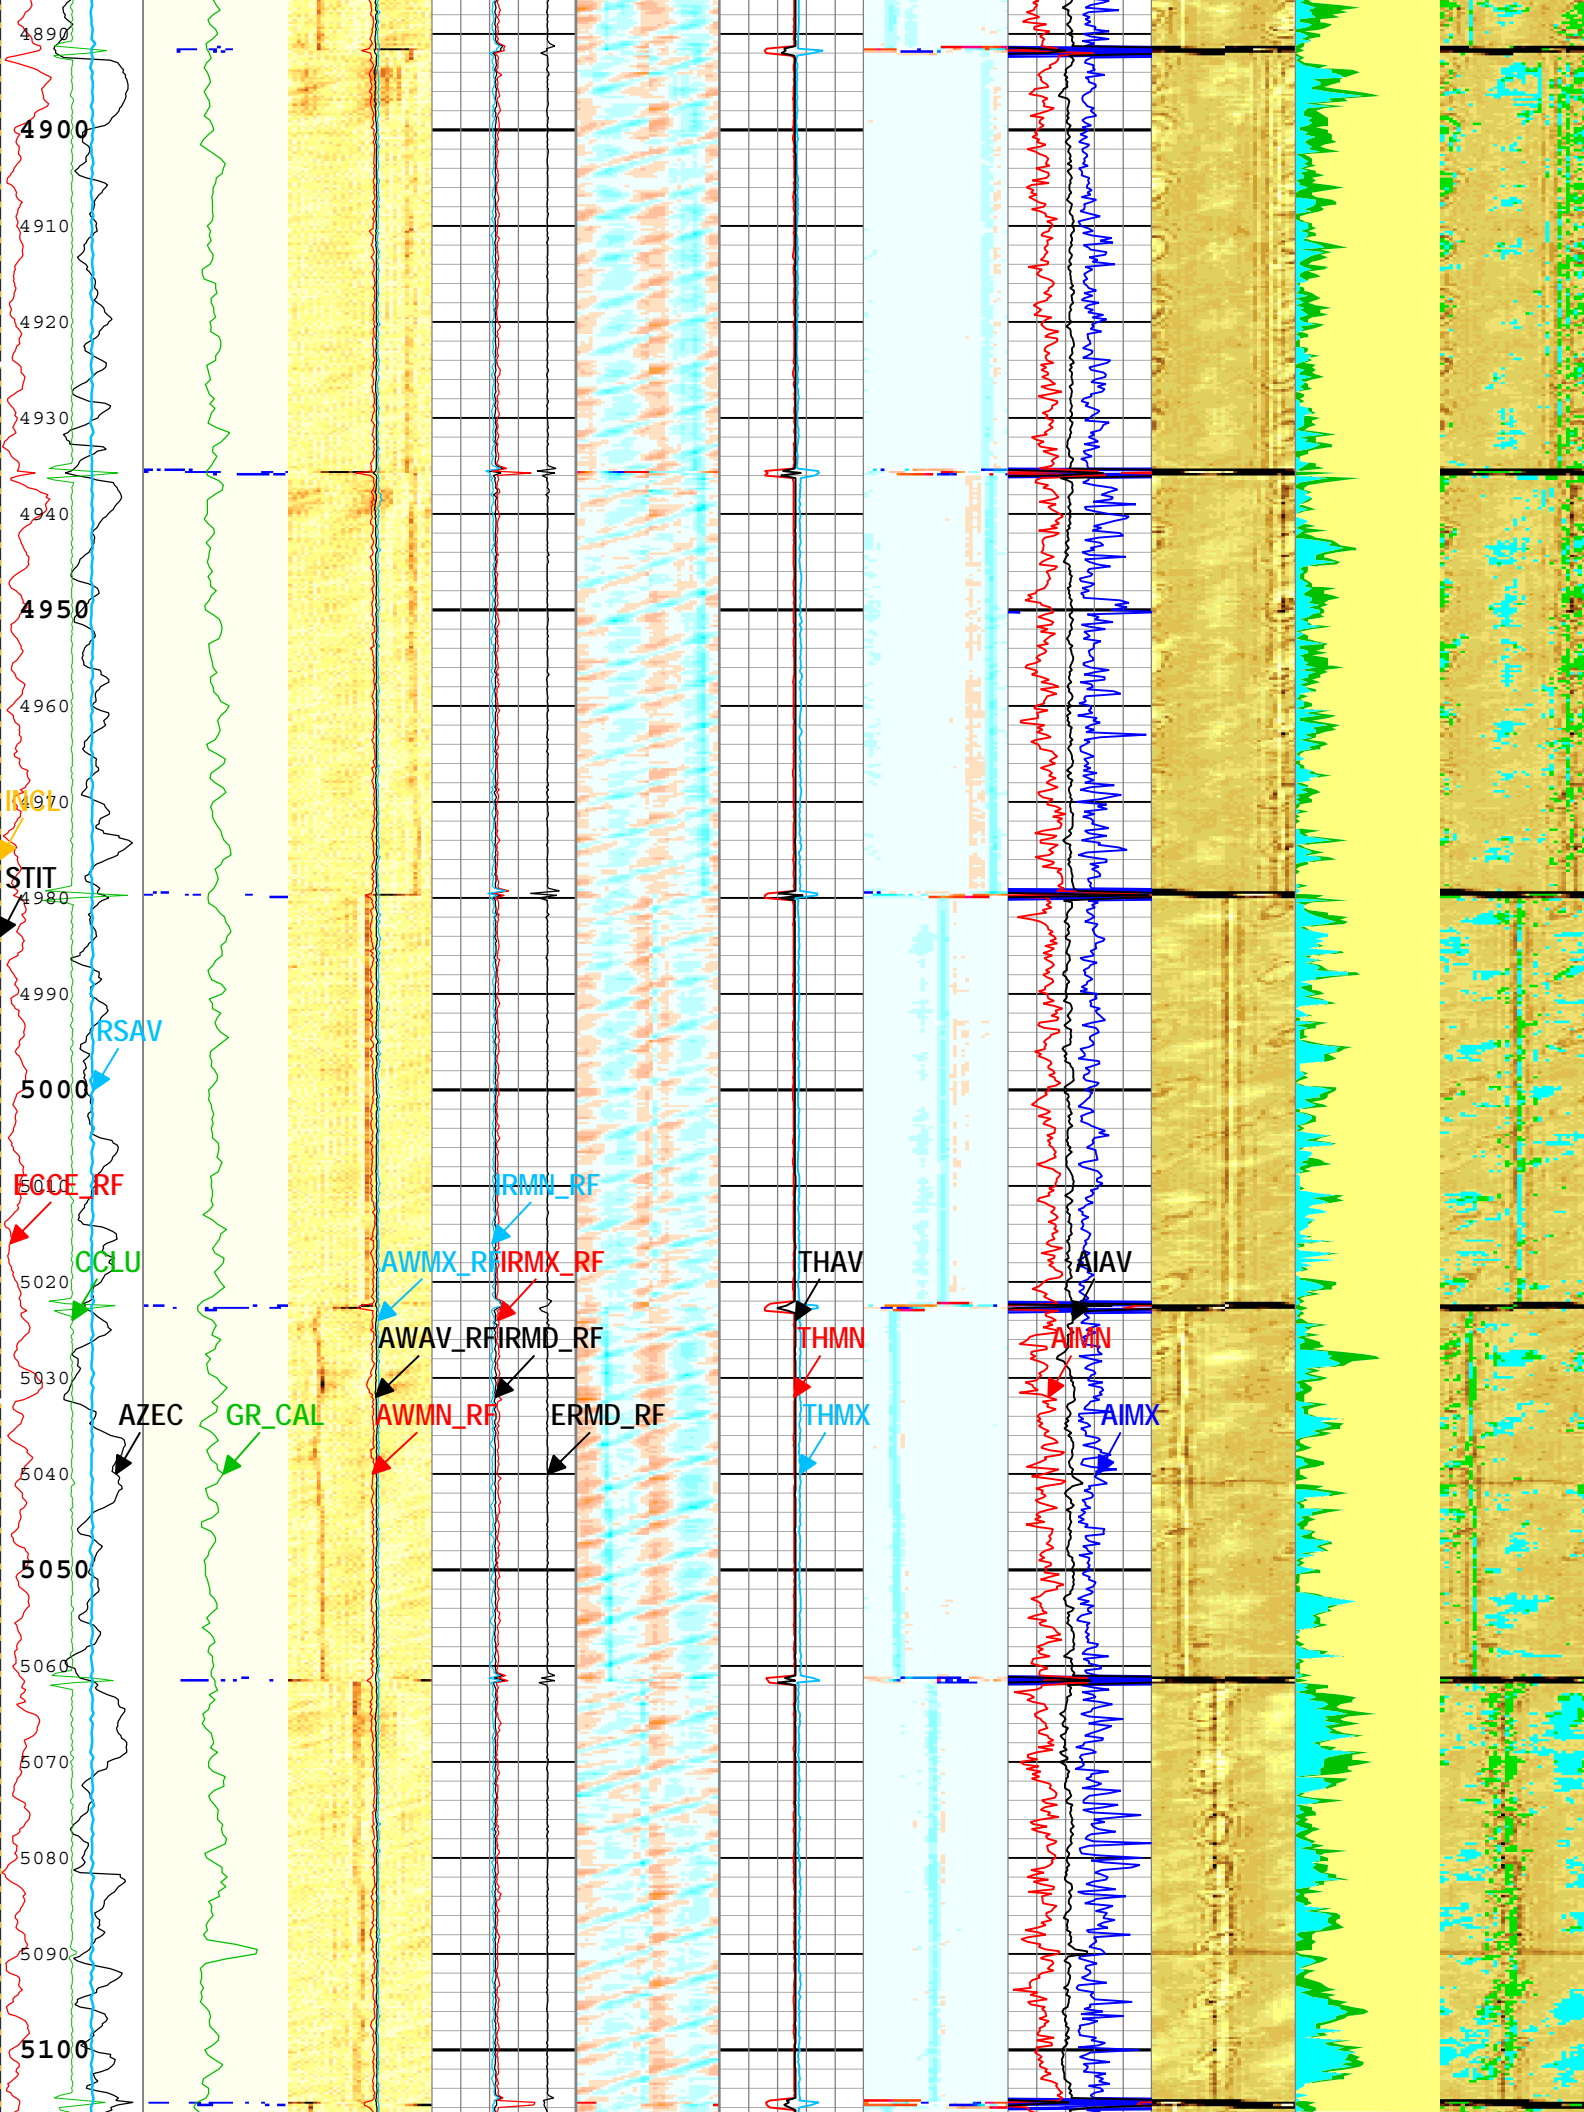 4890
4900
4910
4920
4930
4940
4950
4960
INCL
4970
STIT
4980
4990
RSAV
5000
ECCE_RF
5010
IRMN_RF
CCLU
AWMX_RF
IRMX_RF
THAV
AIAV
5020
AWAV_RF
IRMD_RF
THMN
AIMN
5030
AZEC
GR_CAL
AWMN_RF
ERMD_RF
THMX
AIMX
5040
5050
5060
5070
5080
5090
5100